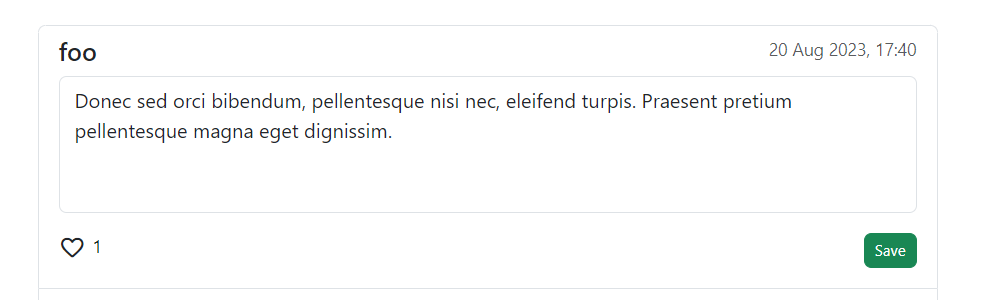 foo
20 Aug 2023, 17:40
Donec sed orci bibendum, pellentesque nisi nec, eleifend turpis. Praesent pretium
pellentesque magna eget dignissim.
1
Save